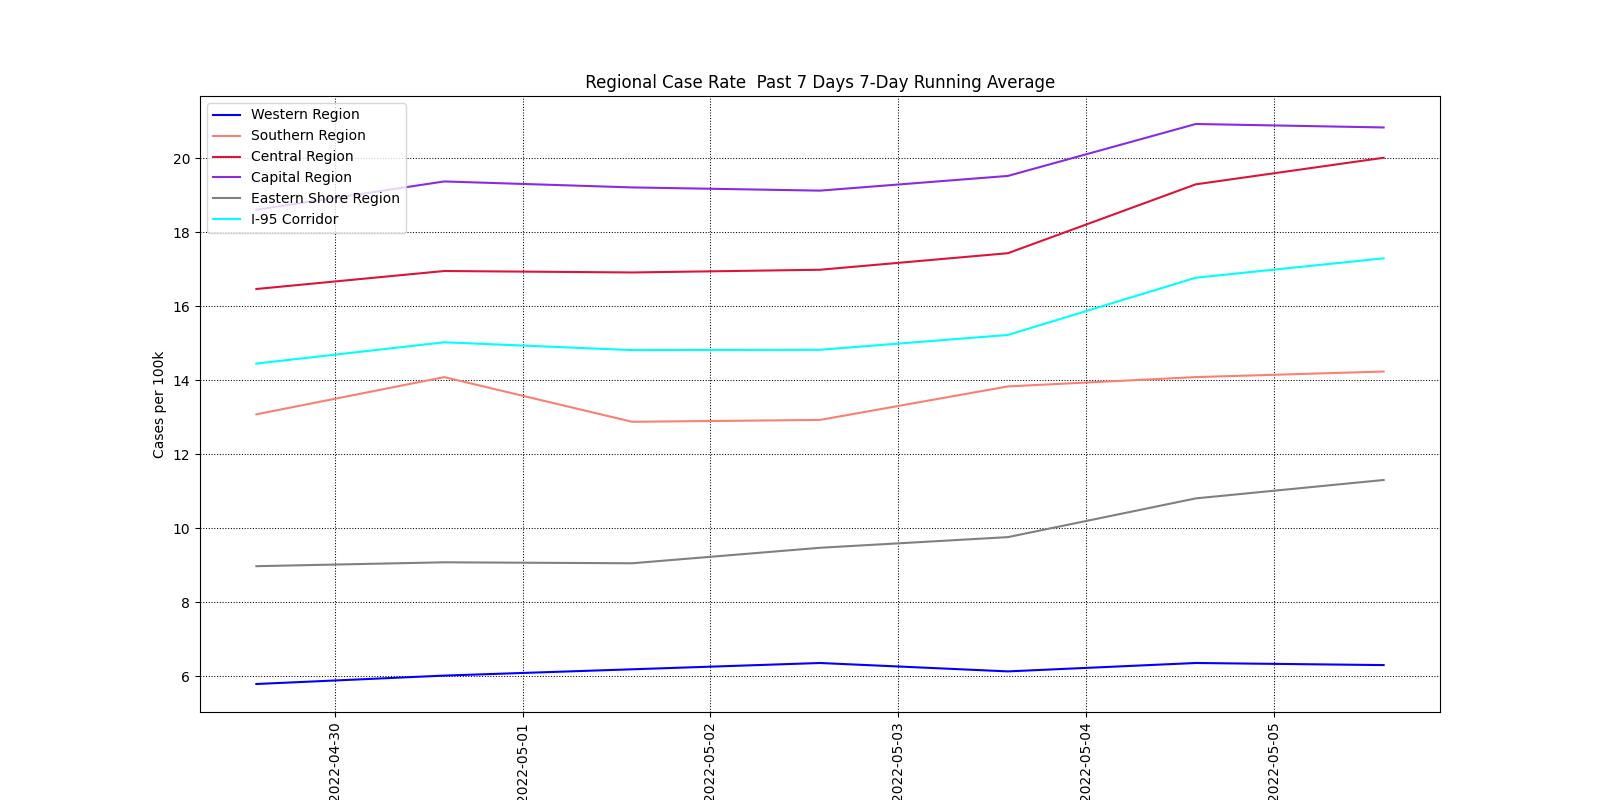 Regional Case Rate  Past 7 Days 7-Day Running Average
Western Region
Southern Region
Central Region
Capital Region
Eastern Shore Region
I-95 Corridor
Cases per 100k
20
18
16
14
12
10
8
6
2022-04-30
2022-05-01
2022-05-02
2022-05-03
2022-05-04
2022-05-05